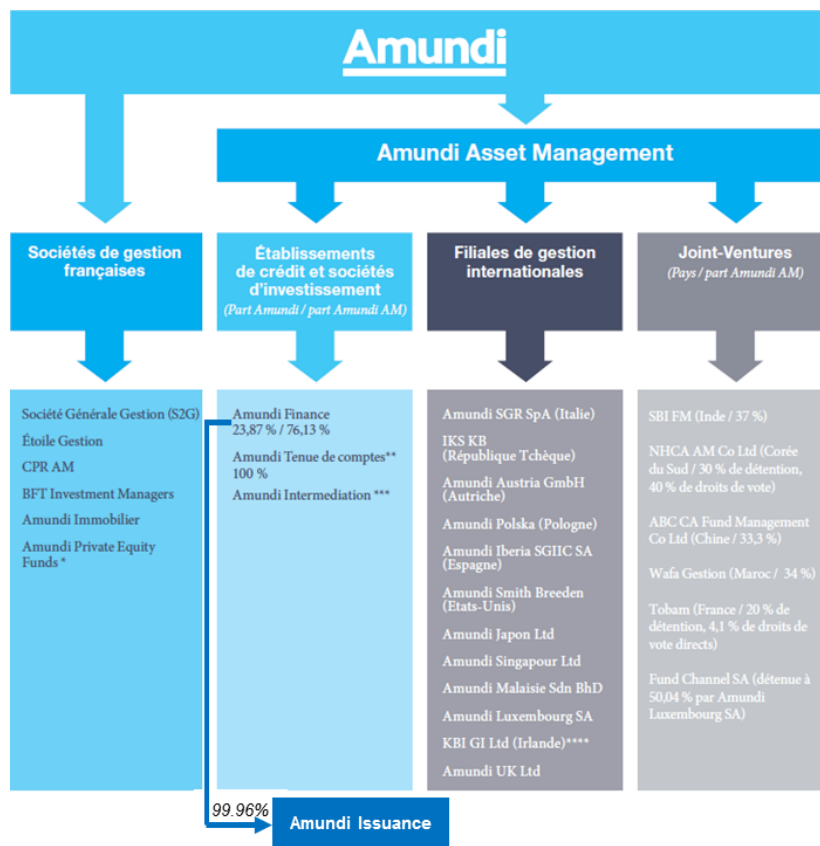 Amundi
Amundi Asset Management
Sociétés de gestion
françaises
Société Générale Gestion (S2G)
Étoile Gestion
CPR AM
BFT Investment Managers
Amundi Immobilier
Amundi Private Equity
Funds *
Établissements
de crédit et sociétés
d'investissement
(Part Amundi / part Amundi AM)
Amundi Finance
23,87 % / 76,13 %
Amundi Tenue de comptes**
100 %
Amundi Intermediation ***
Filiales de gestion
internationales
Amundi SGR SpA (Italie)
IKS KB
(République Tchèque)
Amundi Austria GmbH
(Autriche)
Amundi Polska (Pologne)
Amundi Iberia SGIIC SA
(Espagne)
Amundi Smith Breeden
(Etats-Unis)
Amundi Japon Ltd
Amundi Singapour Ltd
Amundi Malaisie Sdn BhD
Amundi Luxembourg SA
KBI GI Ltd (Irlande)****
Amundi UK Ltd
Joint-Ventures
(Pays / part Amundi AM)
SBI FM (Inde / 37 %)
NHCA AM Co Ltd (Corée
du Sud / 30 % de détention,
40 % de droits de vote)
ABC CA Fund Management
Co Ltd (Chine / 33,3 %)
Wafa Gestion (Maroc / 34 %)
Tobam (France / 20 % de
détention, 4,1 % de droits de
vote directs)
Fund Channel SA (détenue à
50,04 % par Amundi
Luxembourg SA)
99.96%
Amundi Issuance